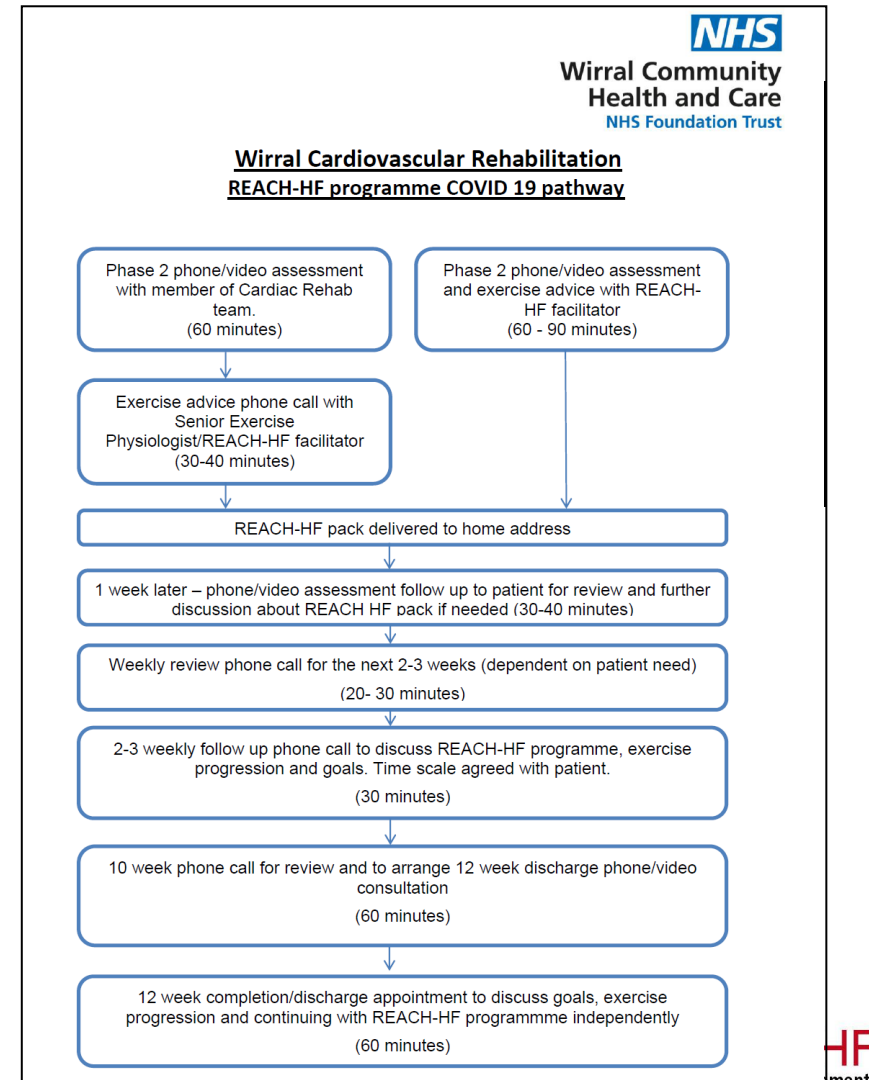 NHS
Wirral Community
Health and Care
NHS Foundation Trust
Wirral Cardiovascular Rehabilitation
REACH-HF programme COVID 19 pathway
Phase 2 phone/video assessment
with member of Cardiac Rehab
team.
(60 minutes)
Phase 2 phone/video assessment
and exercise advice with REACH-
HF facilitator
(60 - 90 minutes)
Exercise advice phone call with
Senior Exercise
Physiologist/REACH-HF facilitator
(30-40 minutes)
REACH-HF pack delivered to home address
1 week later – phone/video assessment follow up to patient for review and further
discussion about REACH HF pack if needed (30-40 minutes)
Weekly review phone call for the next 2-3 weeks (dependent on patient need)
(20- 30 minutes)
2-3 weekly follow up phone call to discuss REACH-HF programme, exercise
progression and goals. Time scale agreed with patient.
(30 minutes)
10 week phone call for review and to arrange 12 week discharge phone/video
consultation
(60 minutes)
12 week completion/discharge appointment to discuss goals, exercise
progression and continuing with REACH-HF programmme independently
(60 minutes)
HF